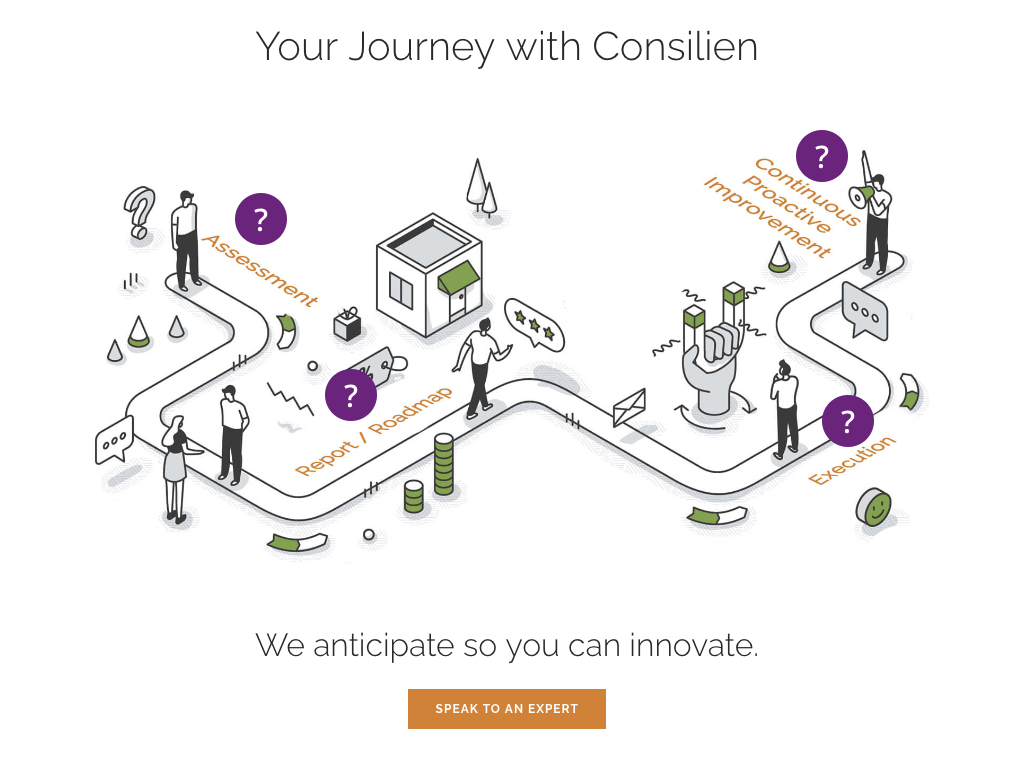 Your Journey with Consilien
?
Assessment
?
%
Report / Roadmap
?
Execution
?
Continuous
Proactive
Improvement
We anticipate so you can innovate.
SPEAK TO AN EXPERT